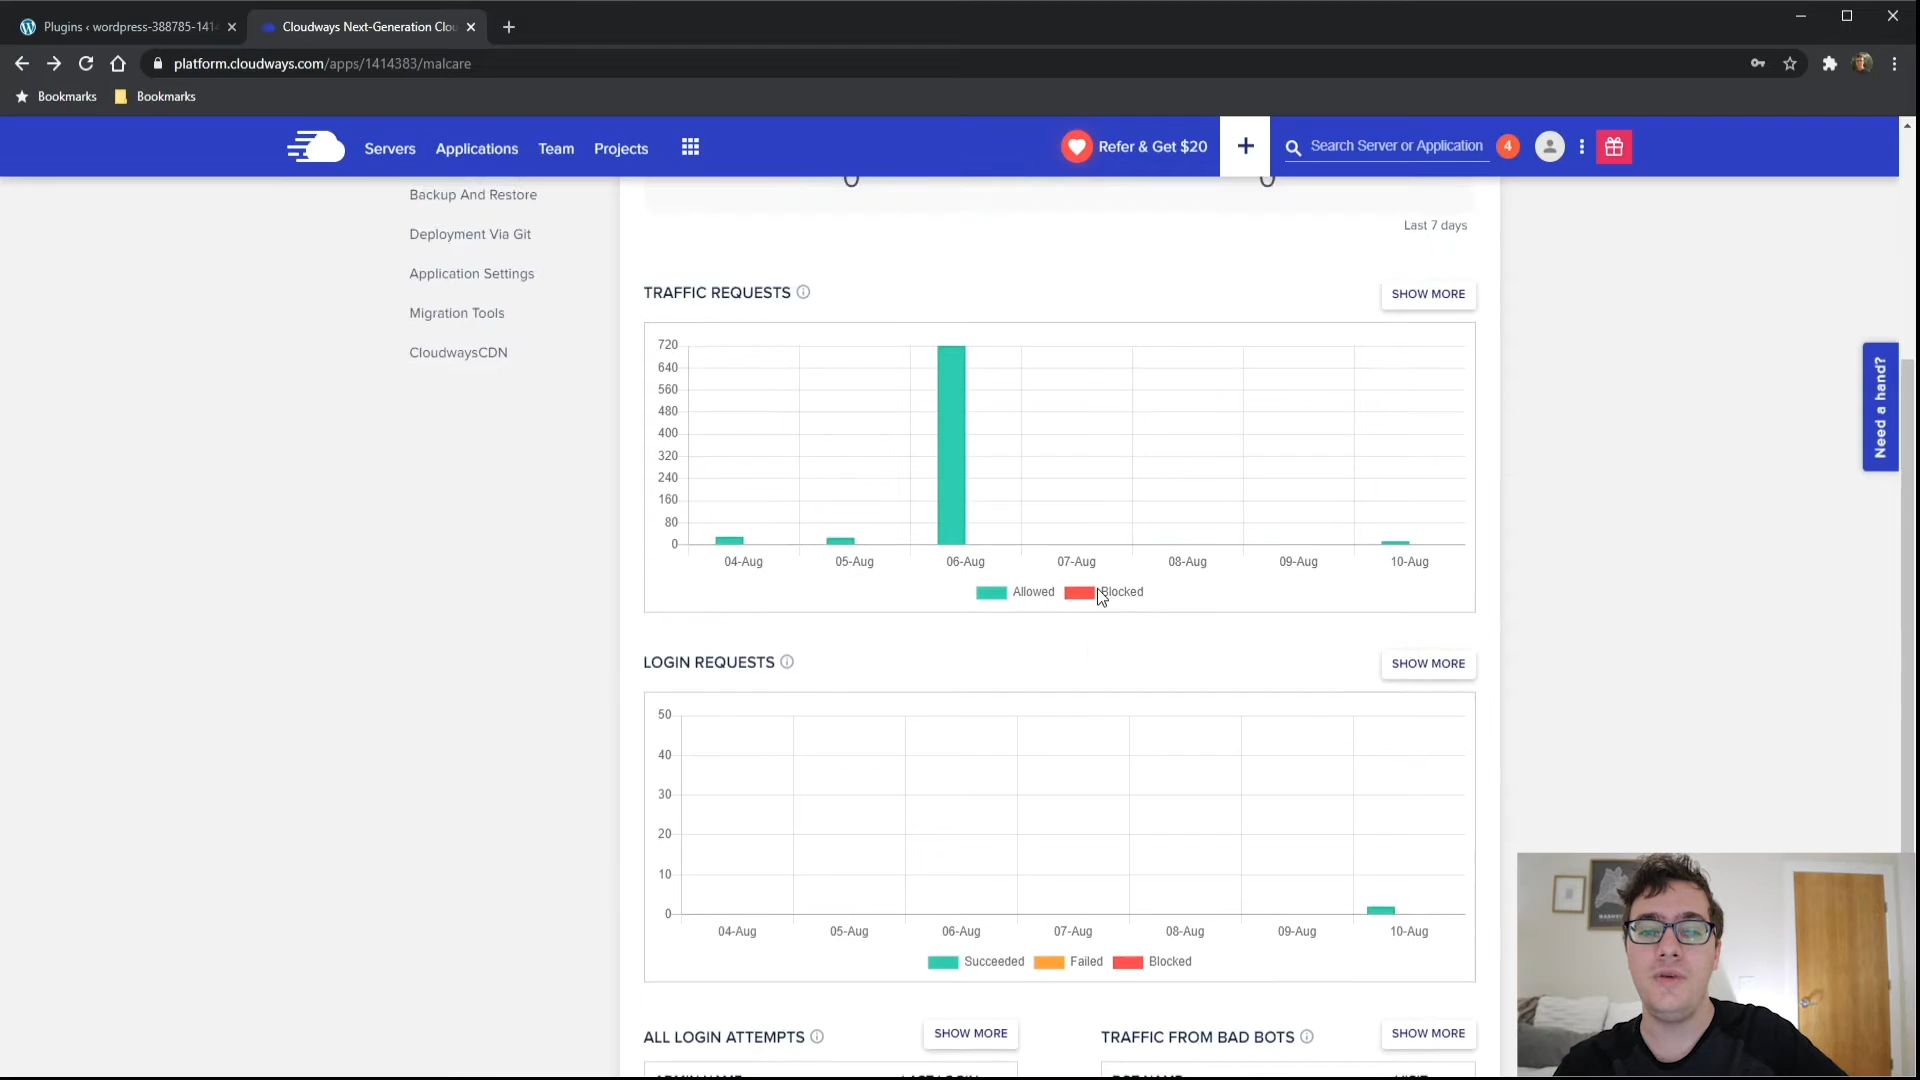 Plugins ‹ wordpress-388785-141
Cloudways Next-Generation Clou
platform.cloudways.com/apps/1414383/malcare
Bookmarks
Bookmarks
Servers
Applications
Team
Projects
Refer & Get $20
+
Search Server or Application
4
Backup And Restore
Deployment Via Git
Application Settings
Migration Tools
CloudwaysCDN
Need a hand?
Last 7 days
TRAFFIC REQUESTS
SHOW MORE
720
640
560
480
400
320
240
160
80
0
04-Aug 05-Aug 06-Aug 07-Aug 08-Aug 09-Aug 10-Aug
Allowed Blocked
LOGIN REQUESTS
SHOW MORE
50
40
30
20
10
0
04-Aug 05-Aug 06-Aug 07-Aug 08-Aug 09-Aug 10-Aug
Succeeded Failed Blocked
ALL LOGIN ATTEMPTS
SHOW MORE
TRAFFIC FROM BAD BOTS
SHOW MORE